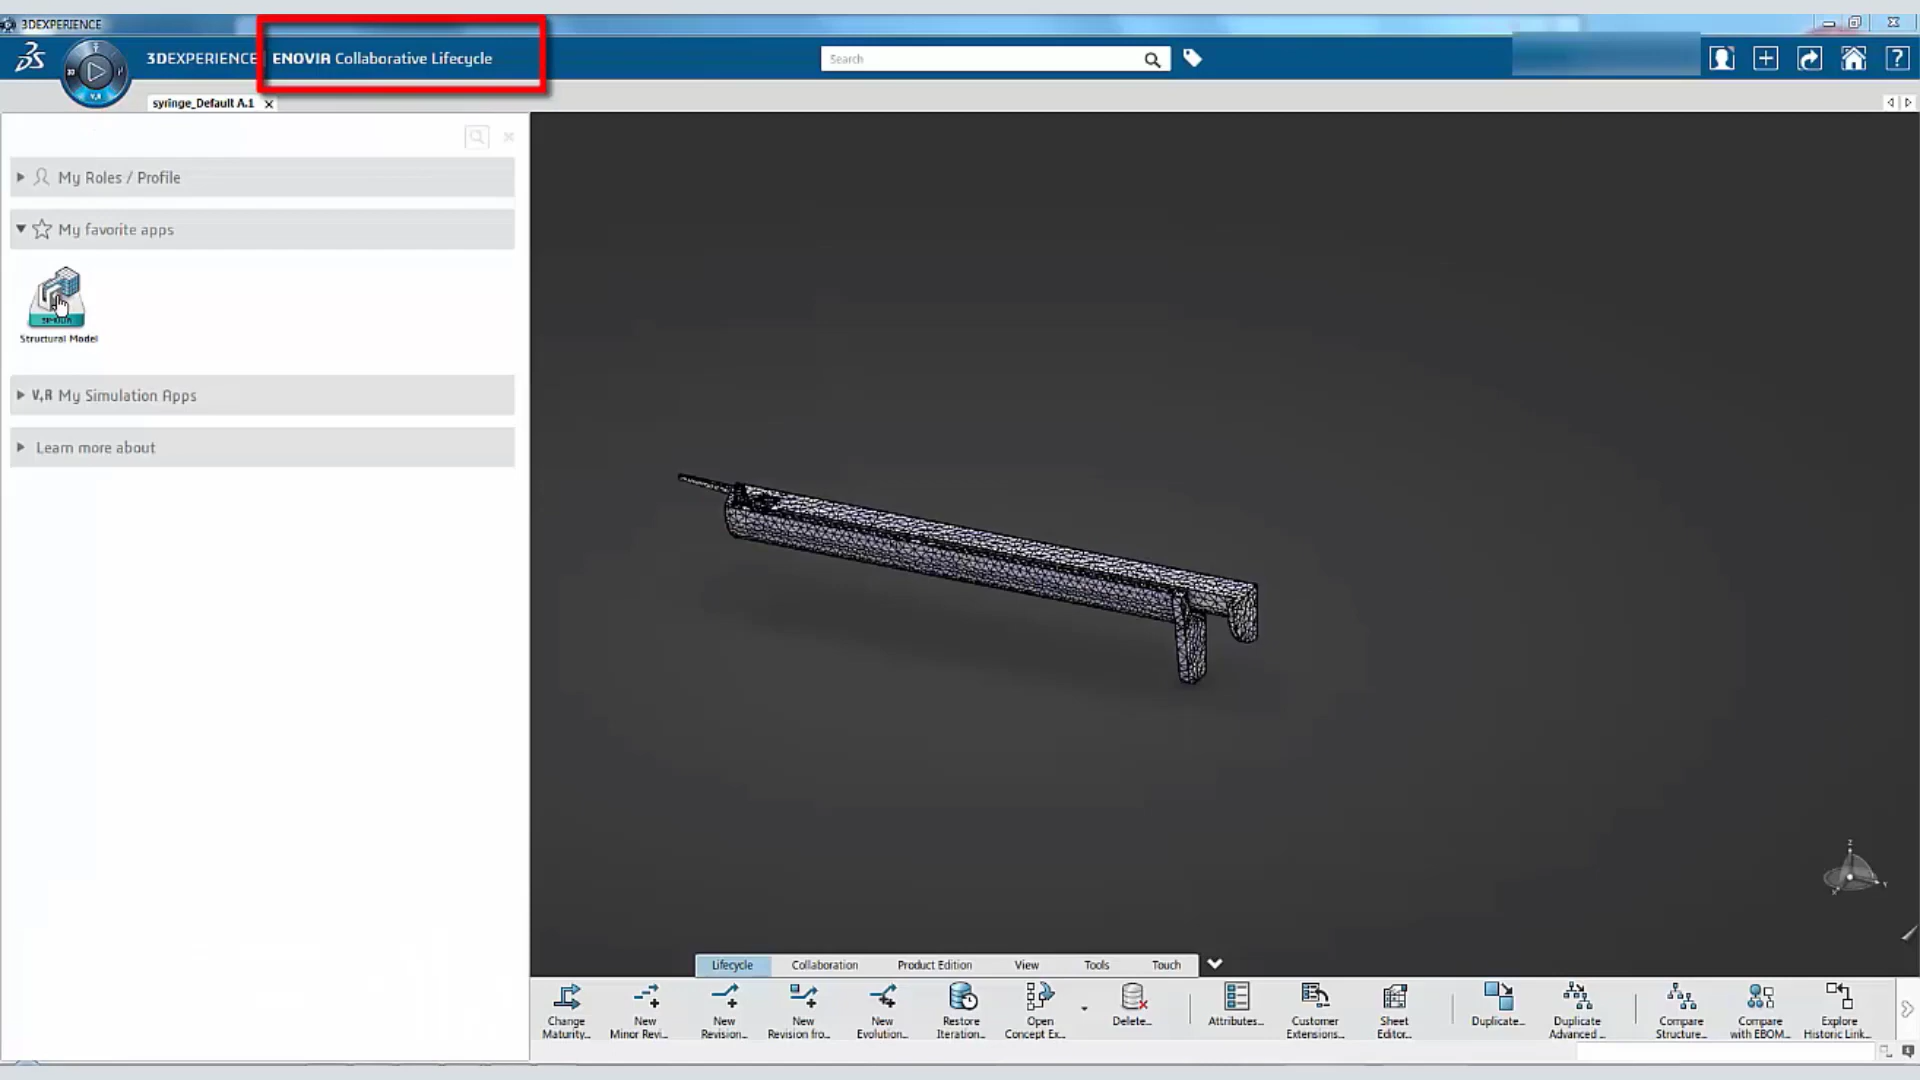 3DEXPERIENCE
3DEXPERIENCE | ENOVIA Collaborative Lifecycle
Search
syringe_Default A.1
My Roles / Profile
My favorite apps
SIMULIA
Structural Model
V,R My Simulation Apps
Learn more about
Lifecycle
Collaboration
Product Edition
View
Tools
Touch
Change Maturity...
New Minor Revi...
New Revision...
New Revision fro...
New Evolution...
Restore Iteration...
Open Concept Ex...
Delete...
Attributes...
Customer Extensions...
Sheet Editor...
Duplicate...
Duplicate Advanced ...
Compare Structure...
Compare with EBOM...
Explore Historic Link...